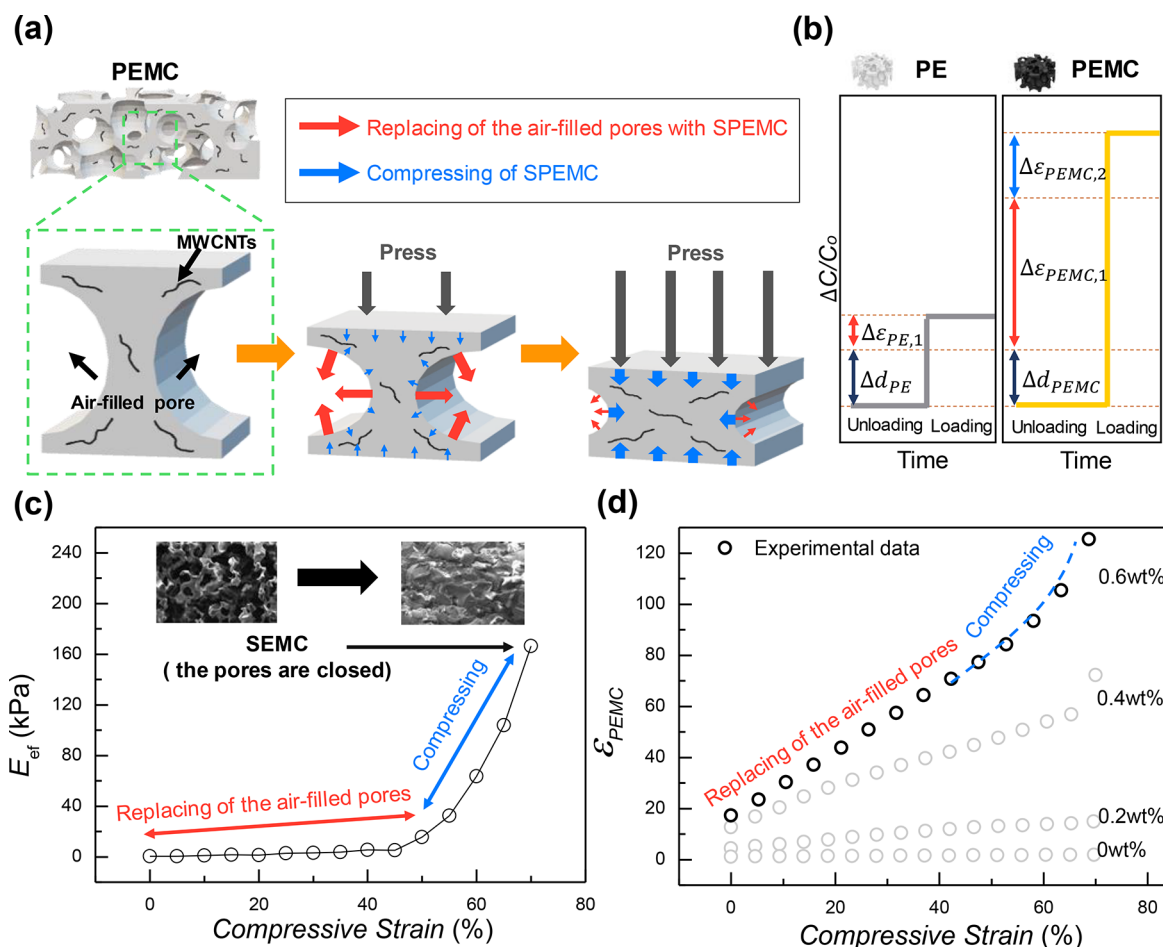 (a)
PEMC
Replacing of the air-filled pores with SPEMC
Compressing of SPEMC
MWCNTs
Air-filled pore
Press
Press
(b)
PE
PEMC
ΔC/Co
Δε_PE,1
Δd_PE
Unloading Loading
Time
Δε_PEMC,2
Δε_PEMC,1
Δd_PEMC
Unloading Loading
Time
(c)
E_ef (kPa)
240
200
160
120
80
40
0
SEMC
( the pores are closed)
Compressing
Replacing of the air-filled pores
0 20 40 60 80
Compressive Strain (%)
(d)
ε_PEMC
120
100
80
60
40
20
0
Experimental data
Compressing
Replacing of the air-filled pores
0.6wt%
0.4wt%
0.2wt%
0wt%
0 20 40 60 80
Compressive Strain (%)